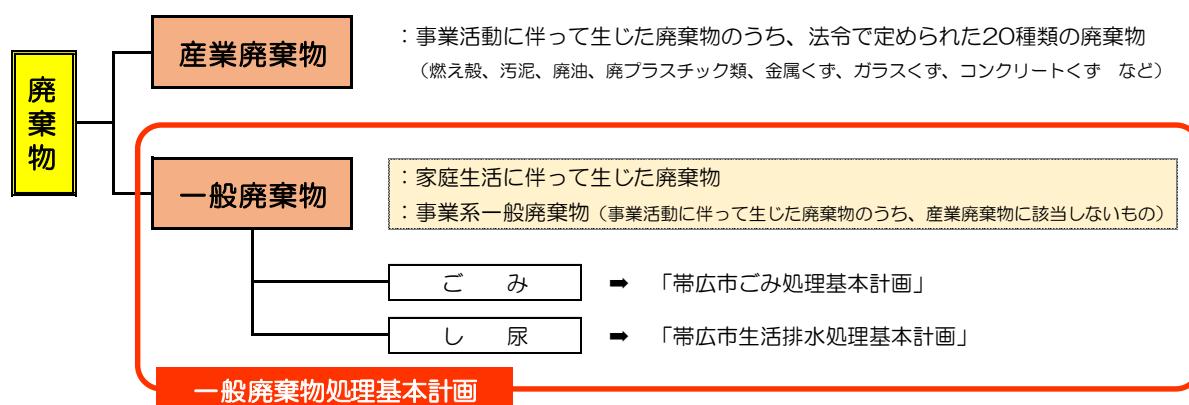 廃棄物
産業廃棄物
：事業活動に伴って生じた廃棄物のうち、法令で定められた20種類の廃棄物
（燃え殻、汚泥、廃油、廃プラスチック類、金属くず、ガラスくず、コンクリートくず　など）
一般廃棄物
：家庭生活に伴って生じた廃棄物
：事業系一般廃棄物（事業活動に伴って生じた廃棄物のうち、産業廃棄物に該当しないもの）
ご　み ➡ 「帯広市ごみ処理基本計画」
し　尿 ➡ 「帯広市生活排水処理基本計画」
一般廃棄物処理基本計画